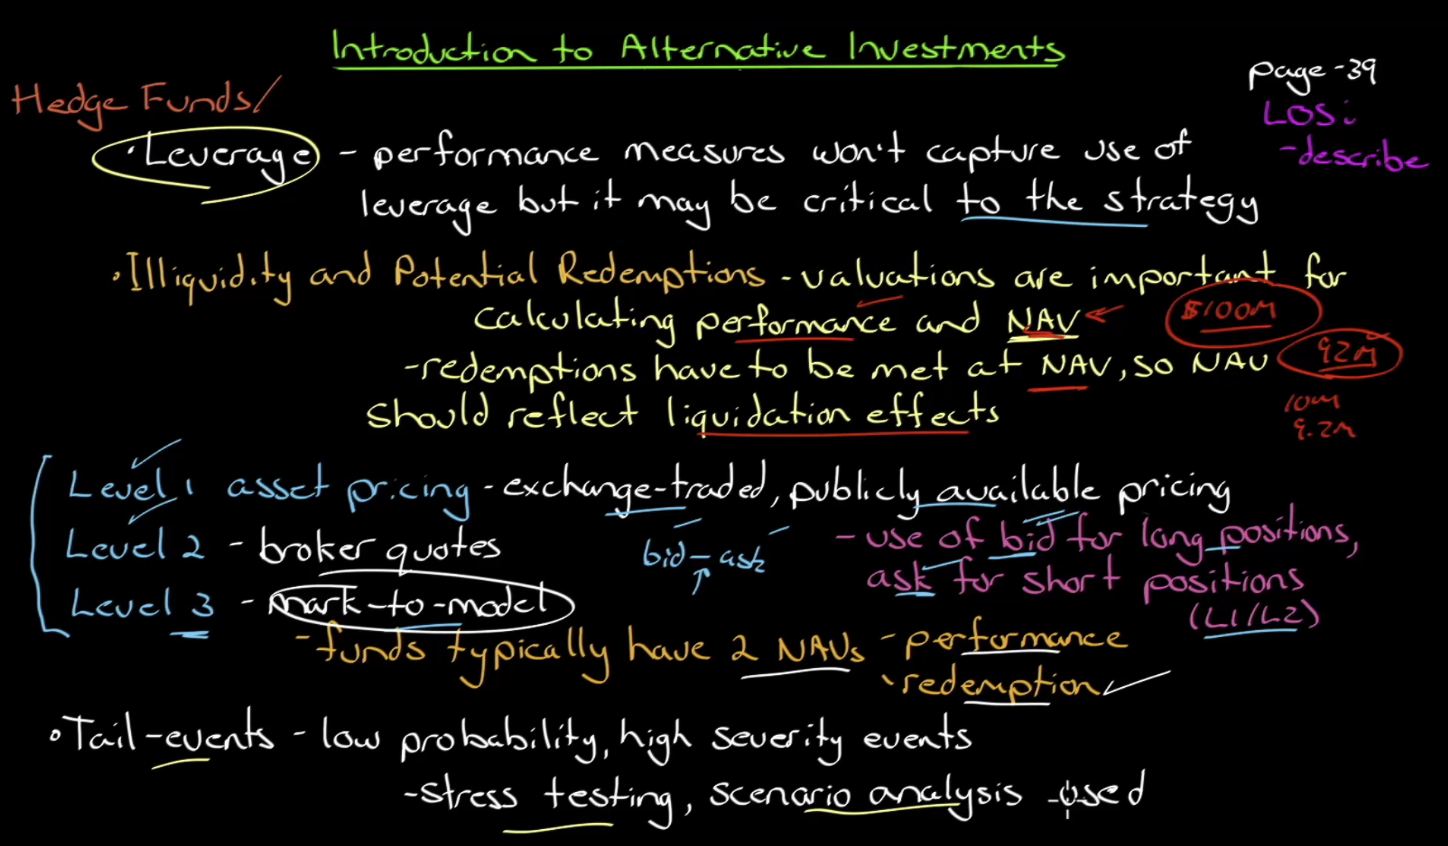 Introduction to Alternative Investments
page-39
Hedge Funds/
LOS:
-describe
·Leverage - performance measures won't capture use of
leverage but it may be critical to the strategy
·Illiquidity and Potential Redemptions - valuations are important for
calculating performance and NAV
$100M
-redemptions have to be met at NAV, so NAV
92M
should reflect liquidation effects
10M
9.2M
Level 1 asset pricing - exchange-traded, publicly available pricing
Level 2 - broker quotes
bid-ask
- use of bid for long positions,
ask for short positions
(L1/L2)
Level 3 - mark-to-model
- funds typically have 2 NAVs - performance
·redemption
·Tail-events - low probability, high severity events
-stress testing, scenario analysis used